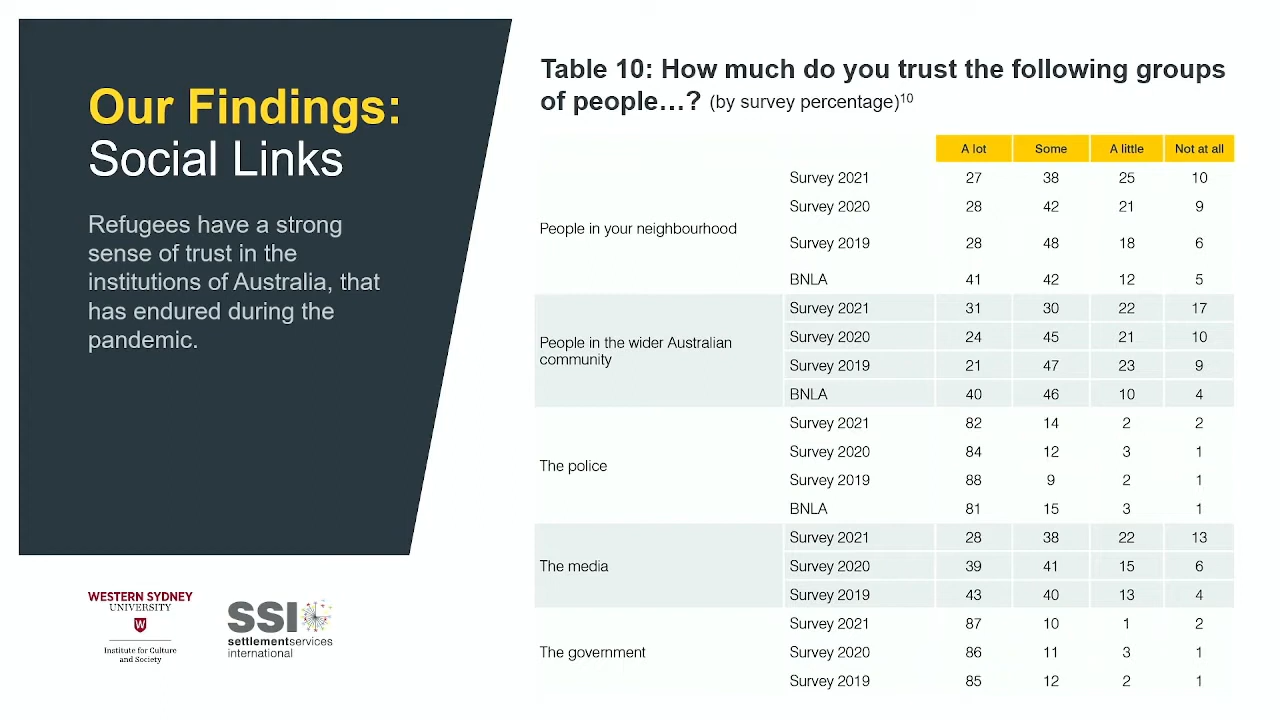 Our Findings:
Social Links
Refugees have a strong
sense of trust in the
institutions of Australia, that
has endured during the
pandemic.
WESTERN SYDNEY
UNIVERSITY
W
Institute for Culture
and Society
SSI
settlementservices
international
Table 10: How much do you trust the following groups
of people…? (by survey percentage)10
A lot Some A little Not at all
People in your neighbourhood
Survey 2021 27 38 25 10
Survey 2020 28 42 21 9
Survey 2019 28 48 18 6
BNLA 41 42 12 5
People in the wider Australian
community
Survey 2021 31 30 22 17
Survey 2020 24 45 21 10
Survey 2019 21 47 23 9
BNLA 40 46 10 4
The police
Survey 2021 82 14 2 2
Survey 2020 84 12 3 1
Survey 2019 88 9 2 1
BNLA 81 15 3 1
The media
Survey 2021 28 38 22 13
Survey 2020 39 41 15 6
Survey 2019 43 40 13 4
The government
Survey 2021 87 10 1 2
Survey 2020 86 11 3 1
Survey 2019 85 12 2 1